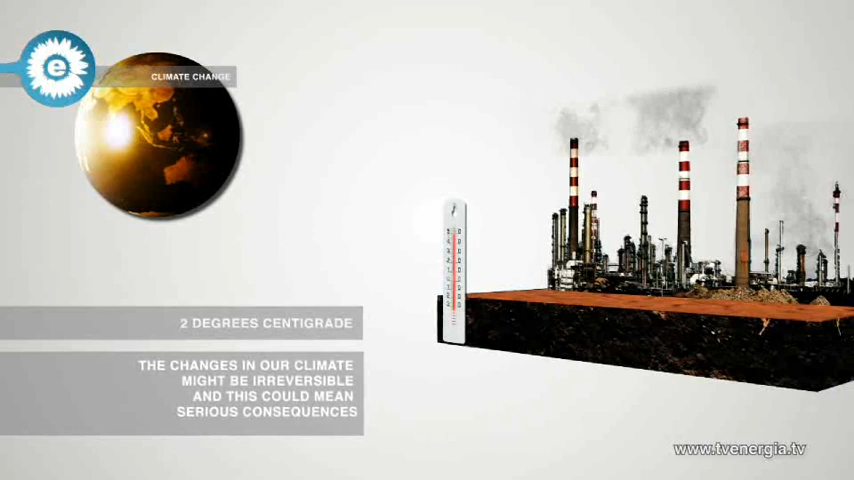 e
CLIMATE CHANGE
2 DEGREES CENTIGRADE
THE CHANGES IN OUR CLIMATE
MIGHT BE IRREVERSIBLE
AND THIS COULD MEAN
SERIOUS CONSEQUENCES
www.tvenergia.tv